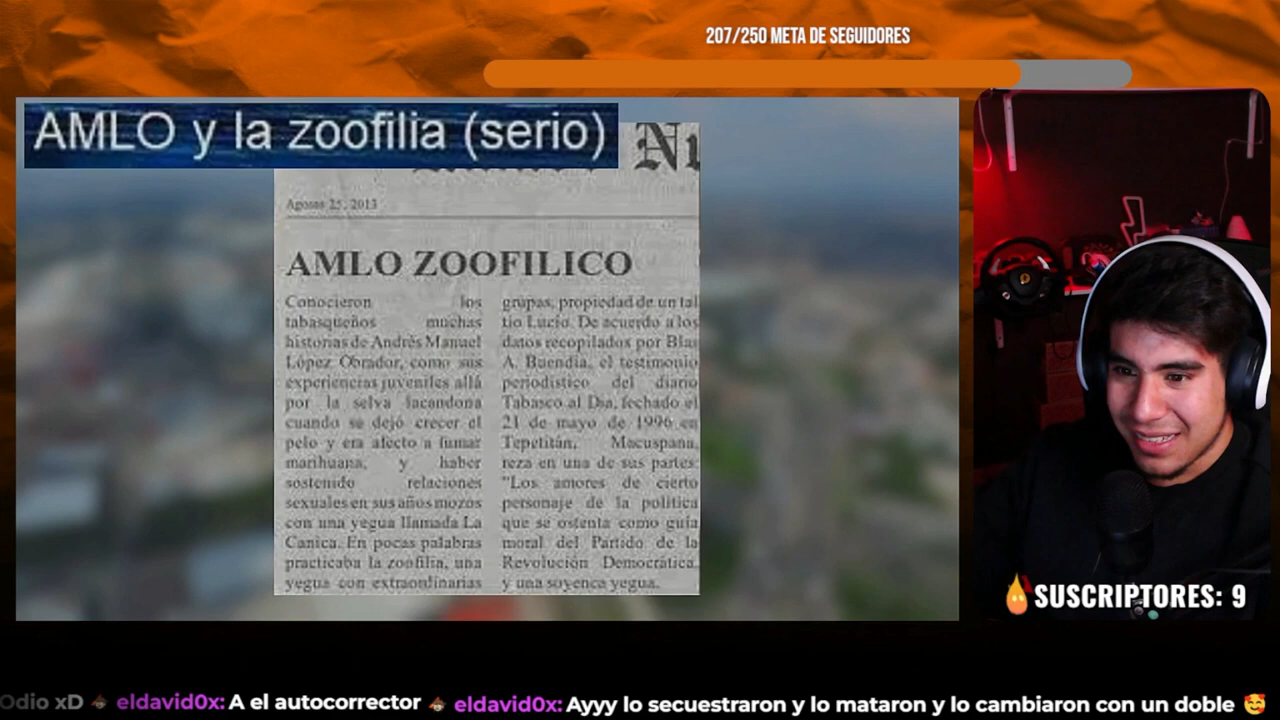 207/250 META DE SEGUIDORES
AMLO y la zoofilia (serio)
Agosto 25, 2013
AMLO ZOOFILICO
Conocieron los
tabasqueños muchas
historias de Andrés Manuel
López Obrador, como sus
experiencias juveniles allá
por la selva lacandona
cuando se dejó crecer el
pelo y era afecto a fumar
marihuana, y haber
sostenido relaciones
sexuales en sus años mozos
con una yegua llamada La
Canica. En pocas palabras
practicaba la zoofilia, una
yegua con extraordinarias
grupas, propiedad de un tal
tío Lucio. De acuerdo a los
datos recopilados por Blas
A. Buendía, el testimonio
periodístico del diario
Tabasco al Día, fechado el
21 de mayo de 1996 en
Tepetitán, Macuspana,
reza en una de sus partes:
"Los amores de cierto
personaje de la política
que se ostenta como guía
moral del Partido de la
Revolución Democrática,
y una soyenca yegua.
SUSCRIPTORES: 9
Odio xD eldavid0x: A el autocorrector eldavid0x: Ayyy lo secuestraron y lo mataron y lo cambiaron con un doble